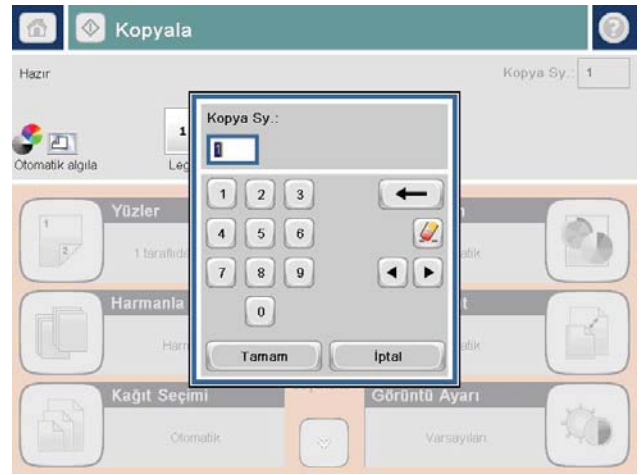 Kopyala
Hazır
Kopya Sy.: 1
Kopya Sy.:
1
1
Otomatik algıla
1 2 3
Yüzler
4 5 6
7 8 9
Harmanla
0
Tamam İptal
Kağıt Seçimi
Görüntü Ayarı
Otomatik
Varsayılan